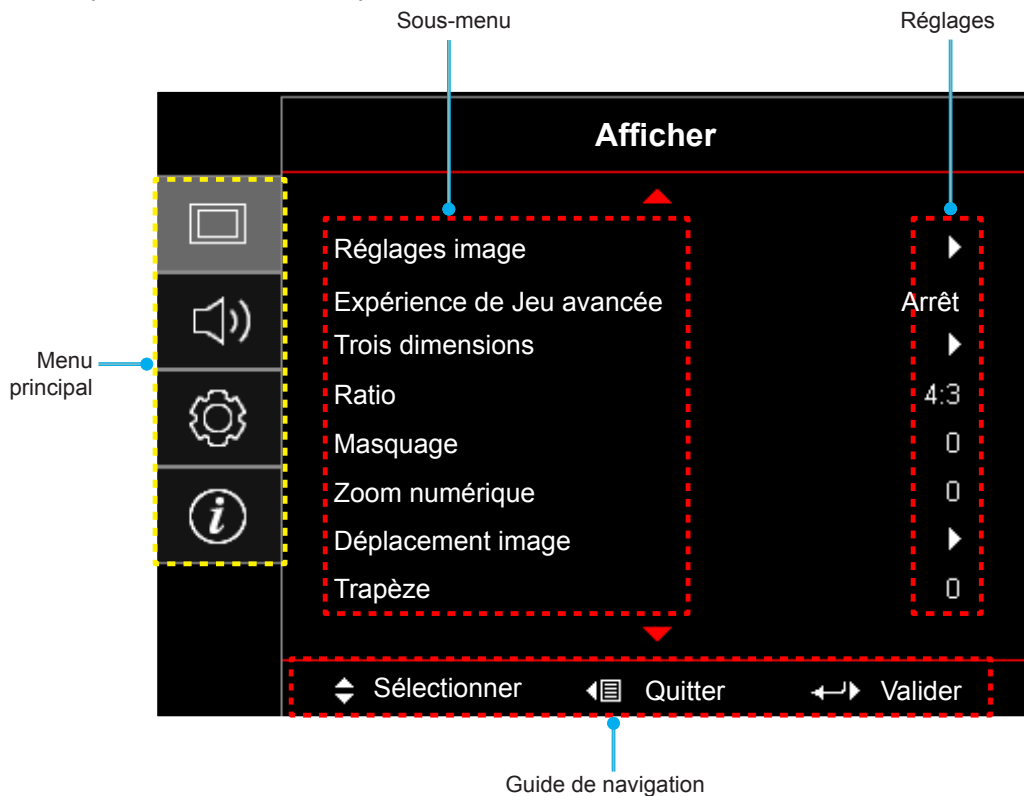 Sous-menu
Réglages
Afficher
Réglages image
Expérience de Jeu avancée Arrêt
Trois dimensions
Ratio 4:3
Masquage 0
Zoom numérique 0
Déplacement image
Trapèze 0
Menu
principal
Sélectionner Quitter Valider
Guide de navigation